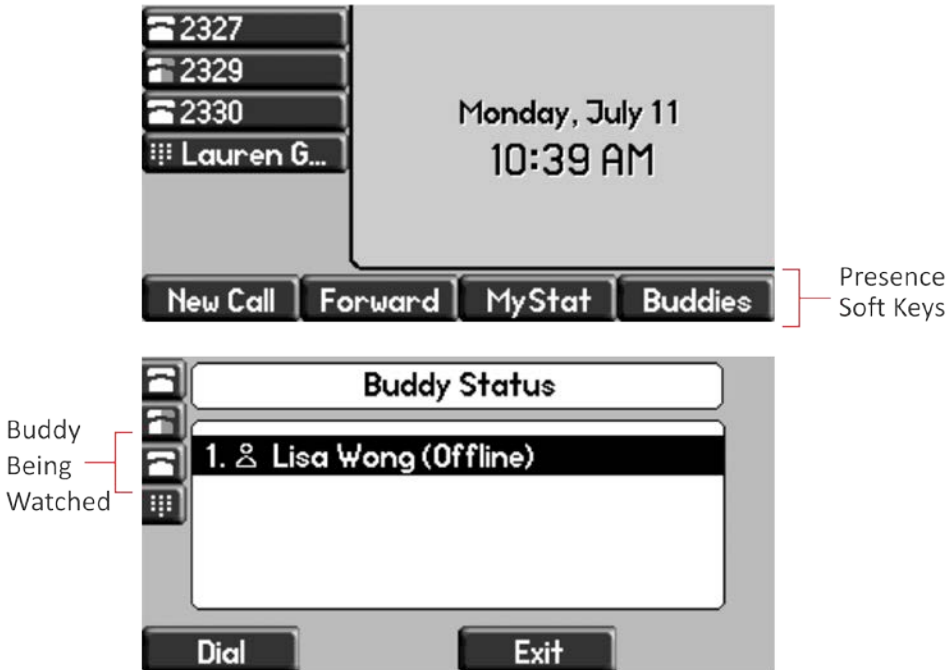 2327
2329
2330
Lauren G...
Monday, July 11
10:39 AM
New Call Forward MyStat Buddies
Presence
Soft Keys
Buddy Status
1. Lisa Wong (Offline)
Buddy
Being
Watched
Dial Exit